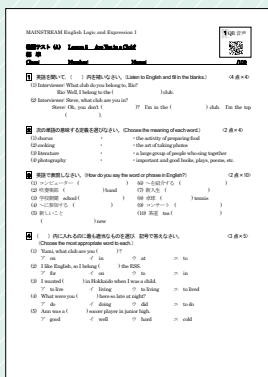 MAINSTREAM English Logic and Expression I
QR 音声
確認テスト（A） Lesson 2 Are You in a Club?
Class( ) Number( ) Name( ) /100
1 英語を聞いて，（ ）内を補いなさい。(Listen to English and fill in the blanks.) (4点×4)
(1) Interviewer: What club do you belong to, Rio?
Rio: Well, I belong to the ( ) club.
(2) Interviewer: Steve, what club are you in?
Steve: Oh, you don't ( )? I'm in the ( ) club. I'm the top
( ).
2 次の単語の意味する定義を選びなさい。(Choose the meaning of each word.) (2点×4)
(1) chorus • • the activity of preparing food
(2) cooking • • the art of taking photos
(3) literature • • a large group of people who sing together
(4) photography • • important and good books, plays, poems, etc.
3 英語で表現しなさい。(How do you say the word or phrase in English?) (2点×10)
(1) コンピューター ( ) (6) ～を紹介する ( )
(2) 吹奏楽部 ( ) band (7) 新入生 ( )
(3) 学校新聞 school ( ) (8) 卓球 ( ) tennis
(4) ～に参加する ( ) (9) コンサート ( )
(5) 新しいこと (10) 茶道 tea ( )
( ) new
4 （ ）内に入れるのに最も適当なものを選び，記号で答えなさい。 (3点×5)
(Choose the most appropriate word to each.)
(1) Yumi, what club are you ( )?
ア on イ in ウ at エ to
(2) I like English, so I belong ( ) the ESS.
ア for イ on ウ to エ in
(3) I wanted ( ) in Hokkaido when I was a child.
ア to live イ living ウ to living エ to lived
(4) What were you ( ) here so late at night?
ア do イ doing ウ did エ to do
(5) Ann was a ( ) soccer player in junior high.
ア good イ well ウ hard エ cold